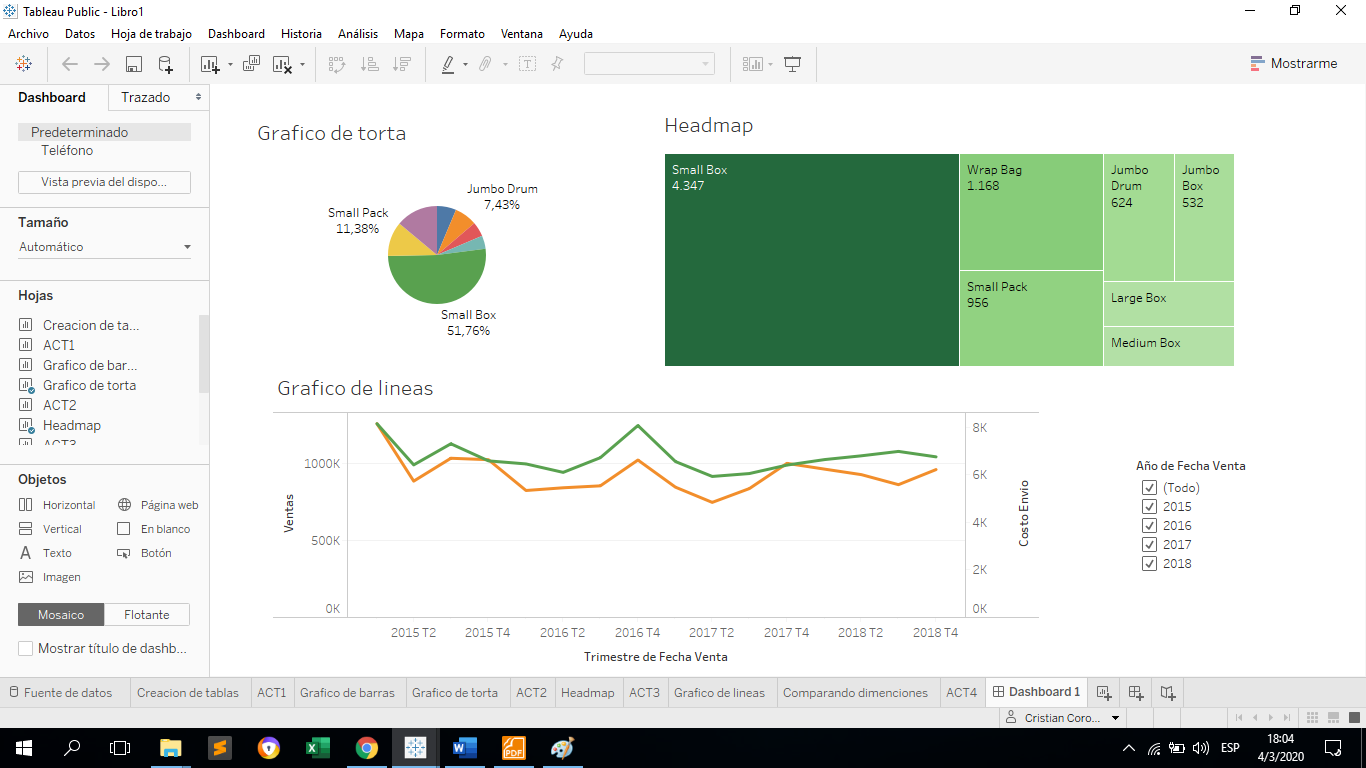 Tableau Public - Libro1
Archivo Datos Hoja de trabajo Dashboard Historia Análisis Mapa Formato Ventana Ayuda
Mostrarme
Dashboard Trazado
Predeterminado
Teléfono
Vista previa del dispo...
Tamaño
Automático
Hojas
Creacion de ta...
ACT1
Grafico de bar...
Grafico de torta
ACT2
Headmap
ACT3
Objetos
Horizontal Página web
Vertical En blanco
Texto Botón
Imagen
Mosaico Flotante
Mostrar título de dashb...
Grafico de torta
Jumbo Drum
7,43%
Small Pack
11,38%
Small Box
51,76%
Headmap
Small Box
4.347
Wrap Bag
1.168
Small Pack
956
Jumbo
Drum
624
Jumbo
Box
532
Large Box
Medium Box
Grafico de lineas
Ventas
1000K
500K
0K
8K
6K
4K
2K
0K
Costo Envio
2015 T2 2015 T4 2016 T2 2016 T4 2017 T2 2017 T4 2018 T2 2018 T4
Trimestre de Fecha Venta
Año de Fecha Venta
(Todo)
2015
2016
2017
2018
Fuente de datos Creacion de tablas ACT1 Grafico de barras Grafico de torta ACT2 Headmap ACT3 Grafico de lineas Comparando dimenciones ACT4 Dashboard 1
Cristian Coro...
ESP
18:04
4/3/2020